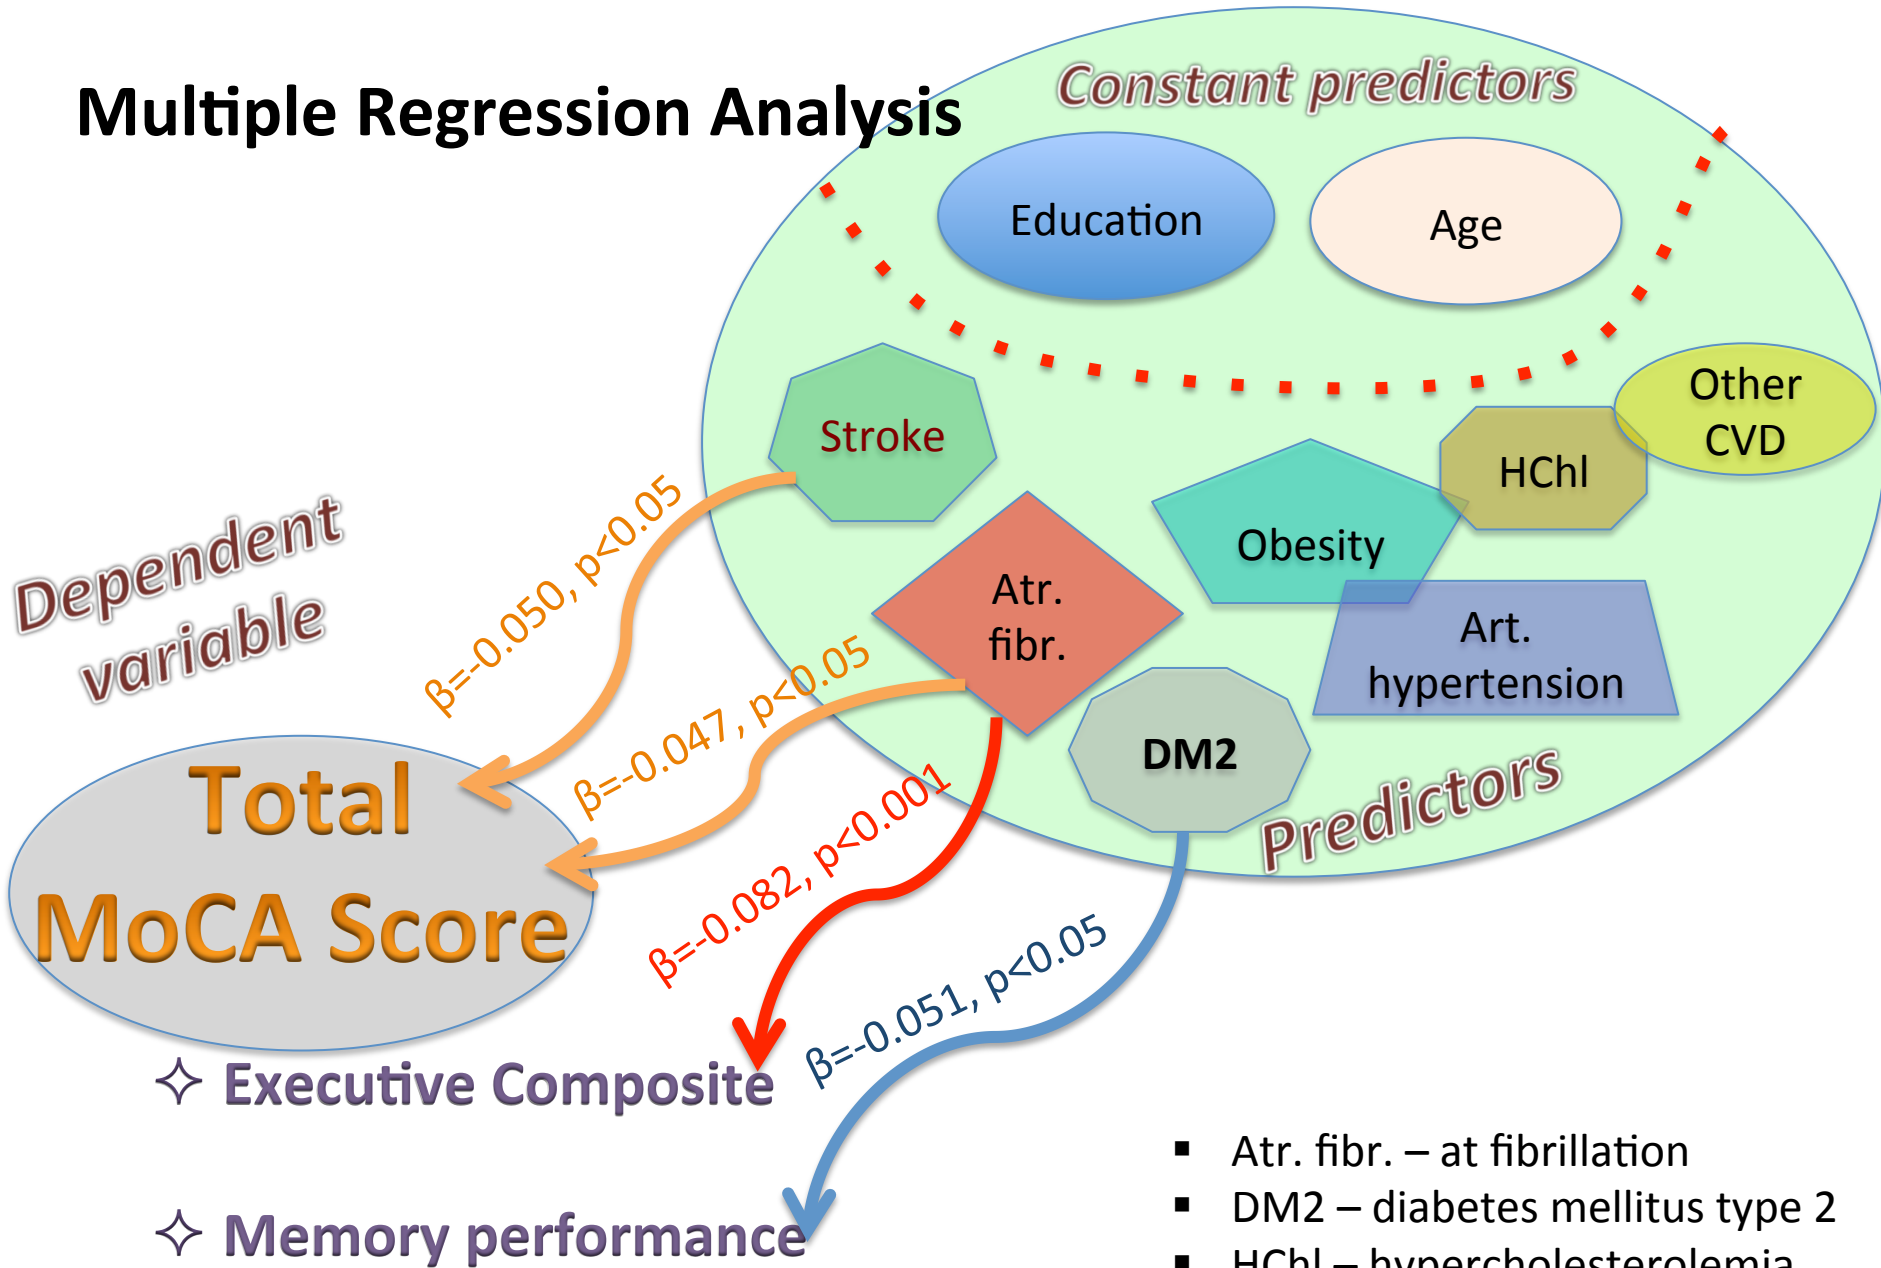 Multiple Regression Analysis
Constant predictors
Education
Age
Stroke
Other
CVD
HChl
Obesity
Atr.
fibr.
Art.
hypertension
DM2
Predictors
Dependent
variable
β=-0.050, p<0.05
β=-0.047, p<0.05
β=-0.082, p<0.001
β=-0.051, p<0.05
Total
MoCA Score
✧ Executive Composite
✧ Memory performance
▪ Atr. fibr. – at fibrillation
▪ DM2 – diabetes mellitus type 2
▪ HChl – hypercholesterolemia